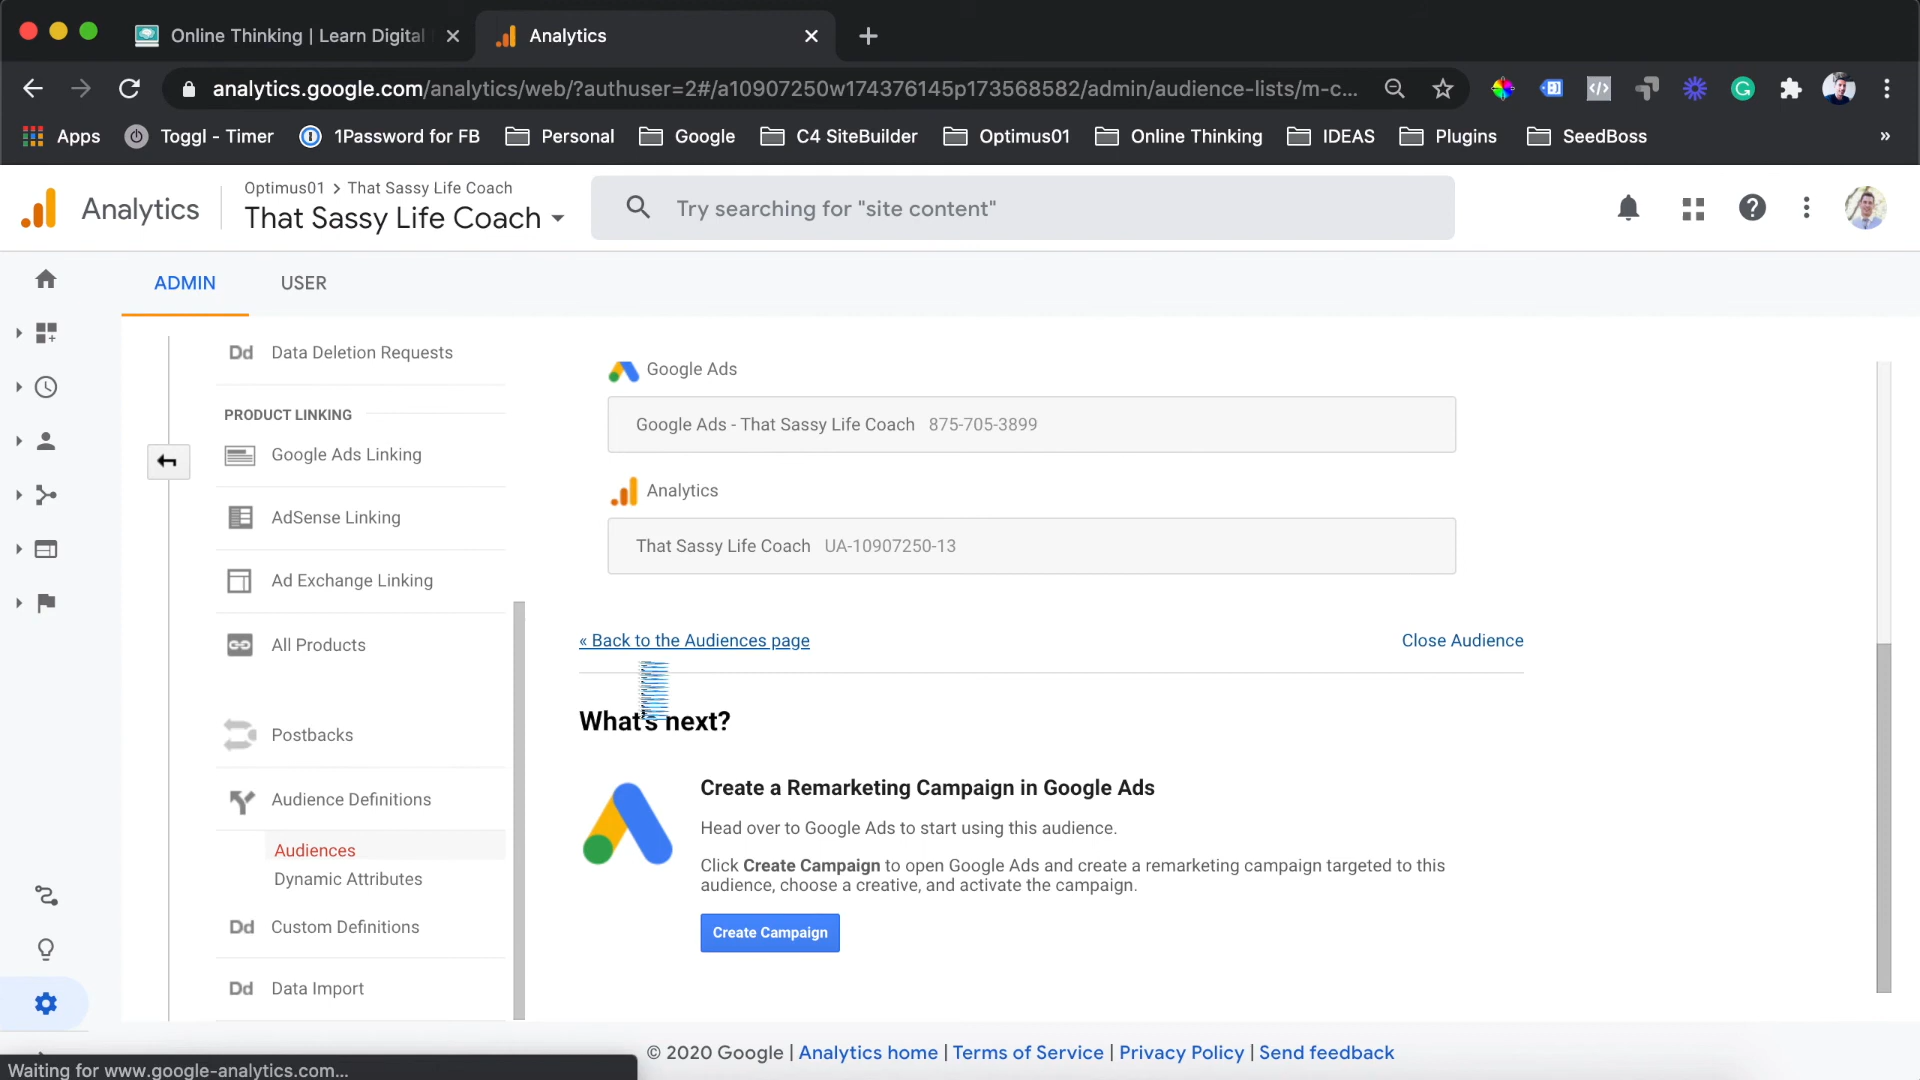 Online Thinking | Learn Digital
Analytics
analytics.google.com/analytics/web/?authuser=2#/a10907250w174376145p173568582/admin/audience-lists/m-c...
Apps
Toggl - Timer
1Password for FB
Personal
Google
C4 SiteBuilder
Optimus01
Online Thinking
IDEAS
Plugins
SeedBoss
»
Analytics
Optimus01 > That Sassy Life Coach
That Sassy Life Coach
Try searching for "site content"
ADMIN
USER
Dd Data Deletion Requests
PRODUCT LINKING
Google Ads Linking
AdSense Linking
Ad Exchange Linking
All Products
Postbacks
Audience Definitions
Audiences
Dynamic Attributes
Dd Custom Definitions
Dd Data Import
Google Ads
Google Ads - That Sassy Life Coach 875-705-3899
Analytics
That Sassy Life Coach UA-10907250-13
« Back to the Audiences page
Close Audience
What's next?
Create a Remarketing Campaign in Google Ads
Head over to Google Ads to start using this audience.
Click Create Campaign to open Google Ads and create a remarketing campaign targeted to this
audience, choose a creative, and activate the campaign.
Create Campaign
© 2020 Google | Analytics home | Terms of Service | Privacy Policy | Send feedback
Waiting for www.google-analytics.com...